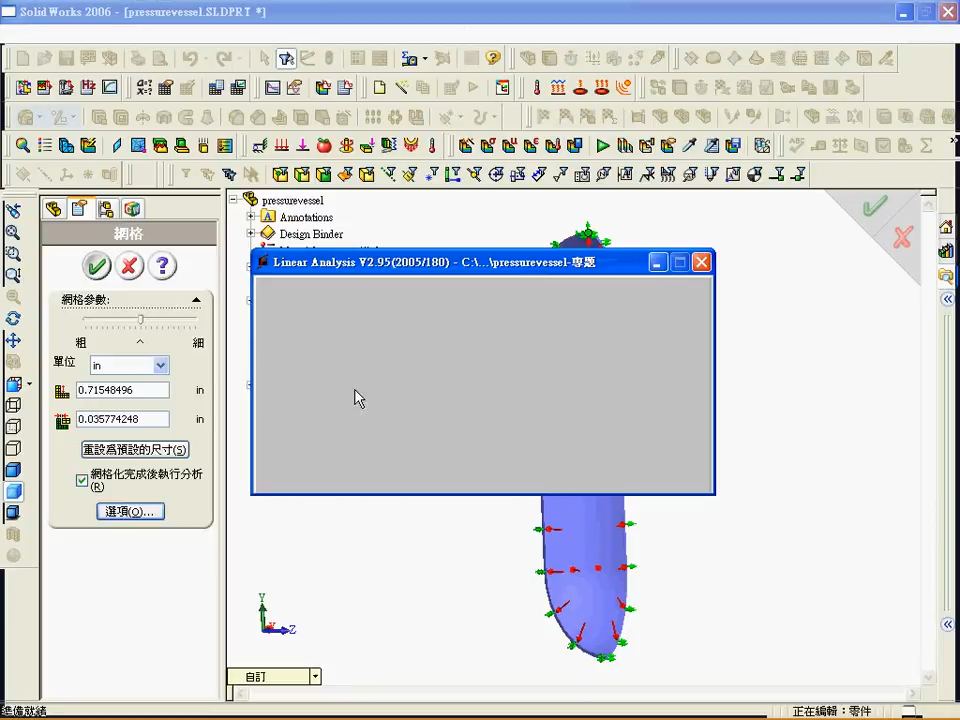 SolidWorks 2006 - [pressurevessel.SLDPRT *]
pressurevessel
Annotations
Design Binder
網格
Linear Analysis V2.95(2005/180) - C:\...\pressurevessel-專題
網格參數:
粗
細
單位
in
0.71548496
in
0.035774248
in
重設為預設的尺寸(S)
網格化完成後執行分析
(R)
選項(O)...
Y
Z
自訂
準備就緒
正在編輯：零件